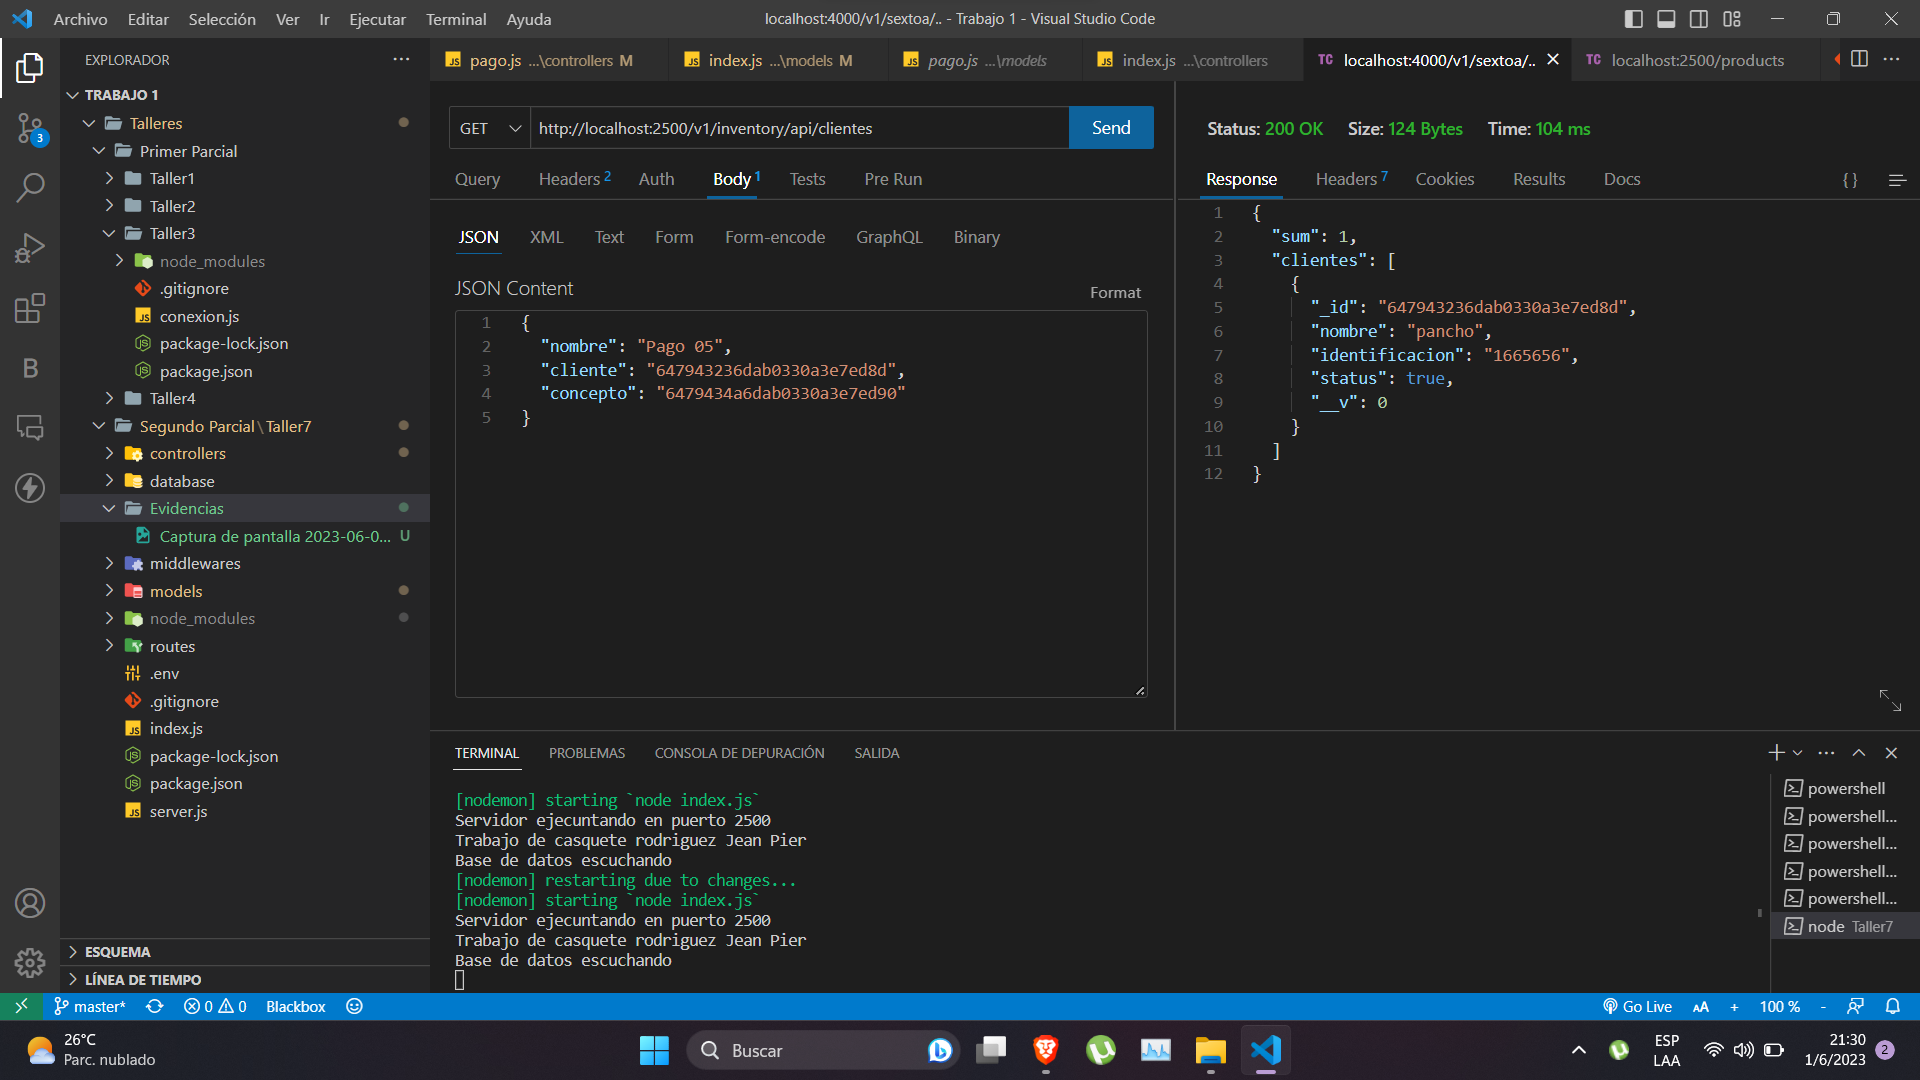 Archivo Editar Selección Ver Ir Ejecutar Terminal Ayuda
localhost:4000/v1/sextoa/.. - Trabajo 1 - Visual Studio Code
EXPLORADOR
TRABAJO 1
Talleres
Primer Parcial
Taller1
Taller2
Taller3
node_modules
.gitignore
conexion.js
package-lock.json
package.json
Taller4
Segundo Parcial\Taller7
controllers
database
Evidencias
Captura de pantalla 2023-06-0... U
middlewares
models
node_modules
routes
.env
.gitignore
index.js
package-lock.json
package.json
server.js
ESQUEMA
LÍNEA DE TIEMPO
3
JS pago.js ...\controllers M
JS index.js ...\models M
JS pago.js ...\models
JS index.js ...\controllers
TC localhost:4000/v1/sextoa/..
TC localhost:2500/products
GET http://localhost:2500/v1/inventory/api/clientes Send
Query Headers 2 Auth Body 1 Tests Pre Run
JSON XML Text Form Form-encode GraphQL Binary
JSON Content
Format
1 {
2 "nombre": "Pago 05",
3 "cliente": "647943236dab0330a3e7ed8d",
4 "concepto": "6479434a6dab0330a3e7ed90"
5 }
Status: 200 OK Size: 124 Bytes Time: 104 ms
Response Headers 7 Cookies Results Docs {}
1 {
2 "sum": 1,
3 "clientes": [
4 {
5 "_id": "647943236dab0330a3e7ed8d",
6 "nombre": "pancho",
7 "identificacion": "1665656",
8 "status": true,
9 "__v": 0
10 }
11 ]
12 }
TERMINAL PROBLEMAS CONSOLA DE DEPURACIÓN SALIDA
[nodemon] starting `node index.js`
Servidor ejecuntando en puerto 2500
Trabajo de casquete rodriguez Jean Pier
Base de datos escuchando
[nodemon] restarting due to changes...
[nodemon] starting `node index.js`
Servidor ejecuntando en puerto 2500
Trabajo de casquete rodriguez Jean Pier
Base de datos escuchando
powershell
powershell...
powershell...
powershell...
powershell...
node Taller7
master* 0 0 Blackbox
Go Live AA + 100 % -
26°C
Parc. nublado
Buscar
ESP
LAA
21:30
1/6/2023
2